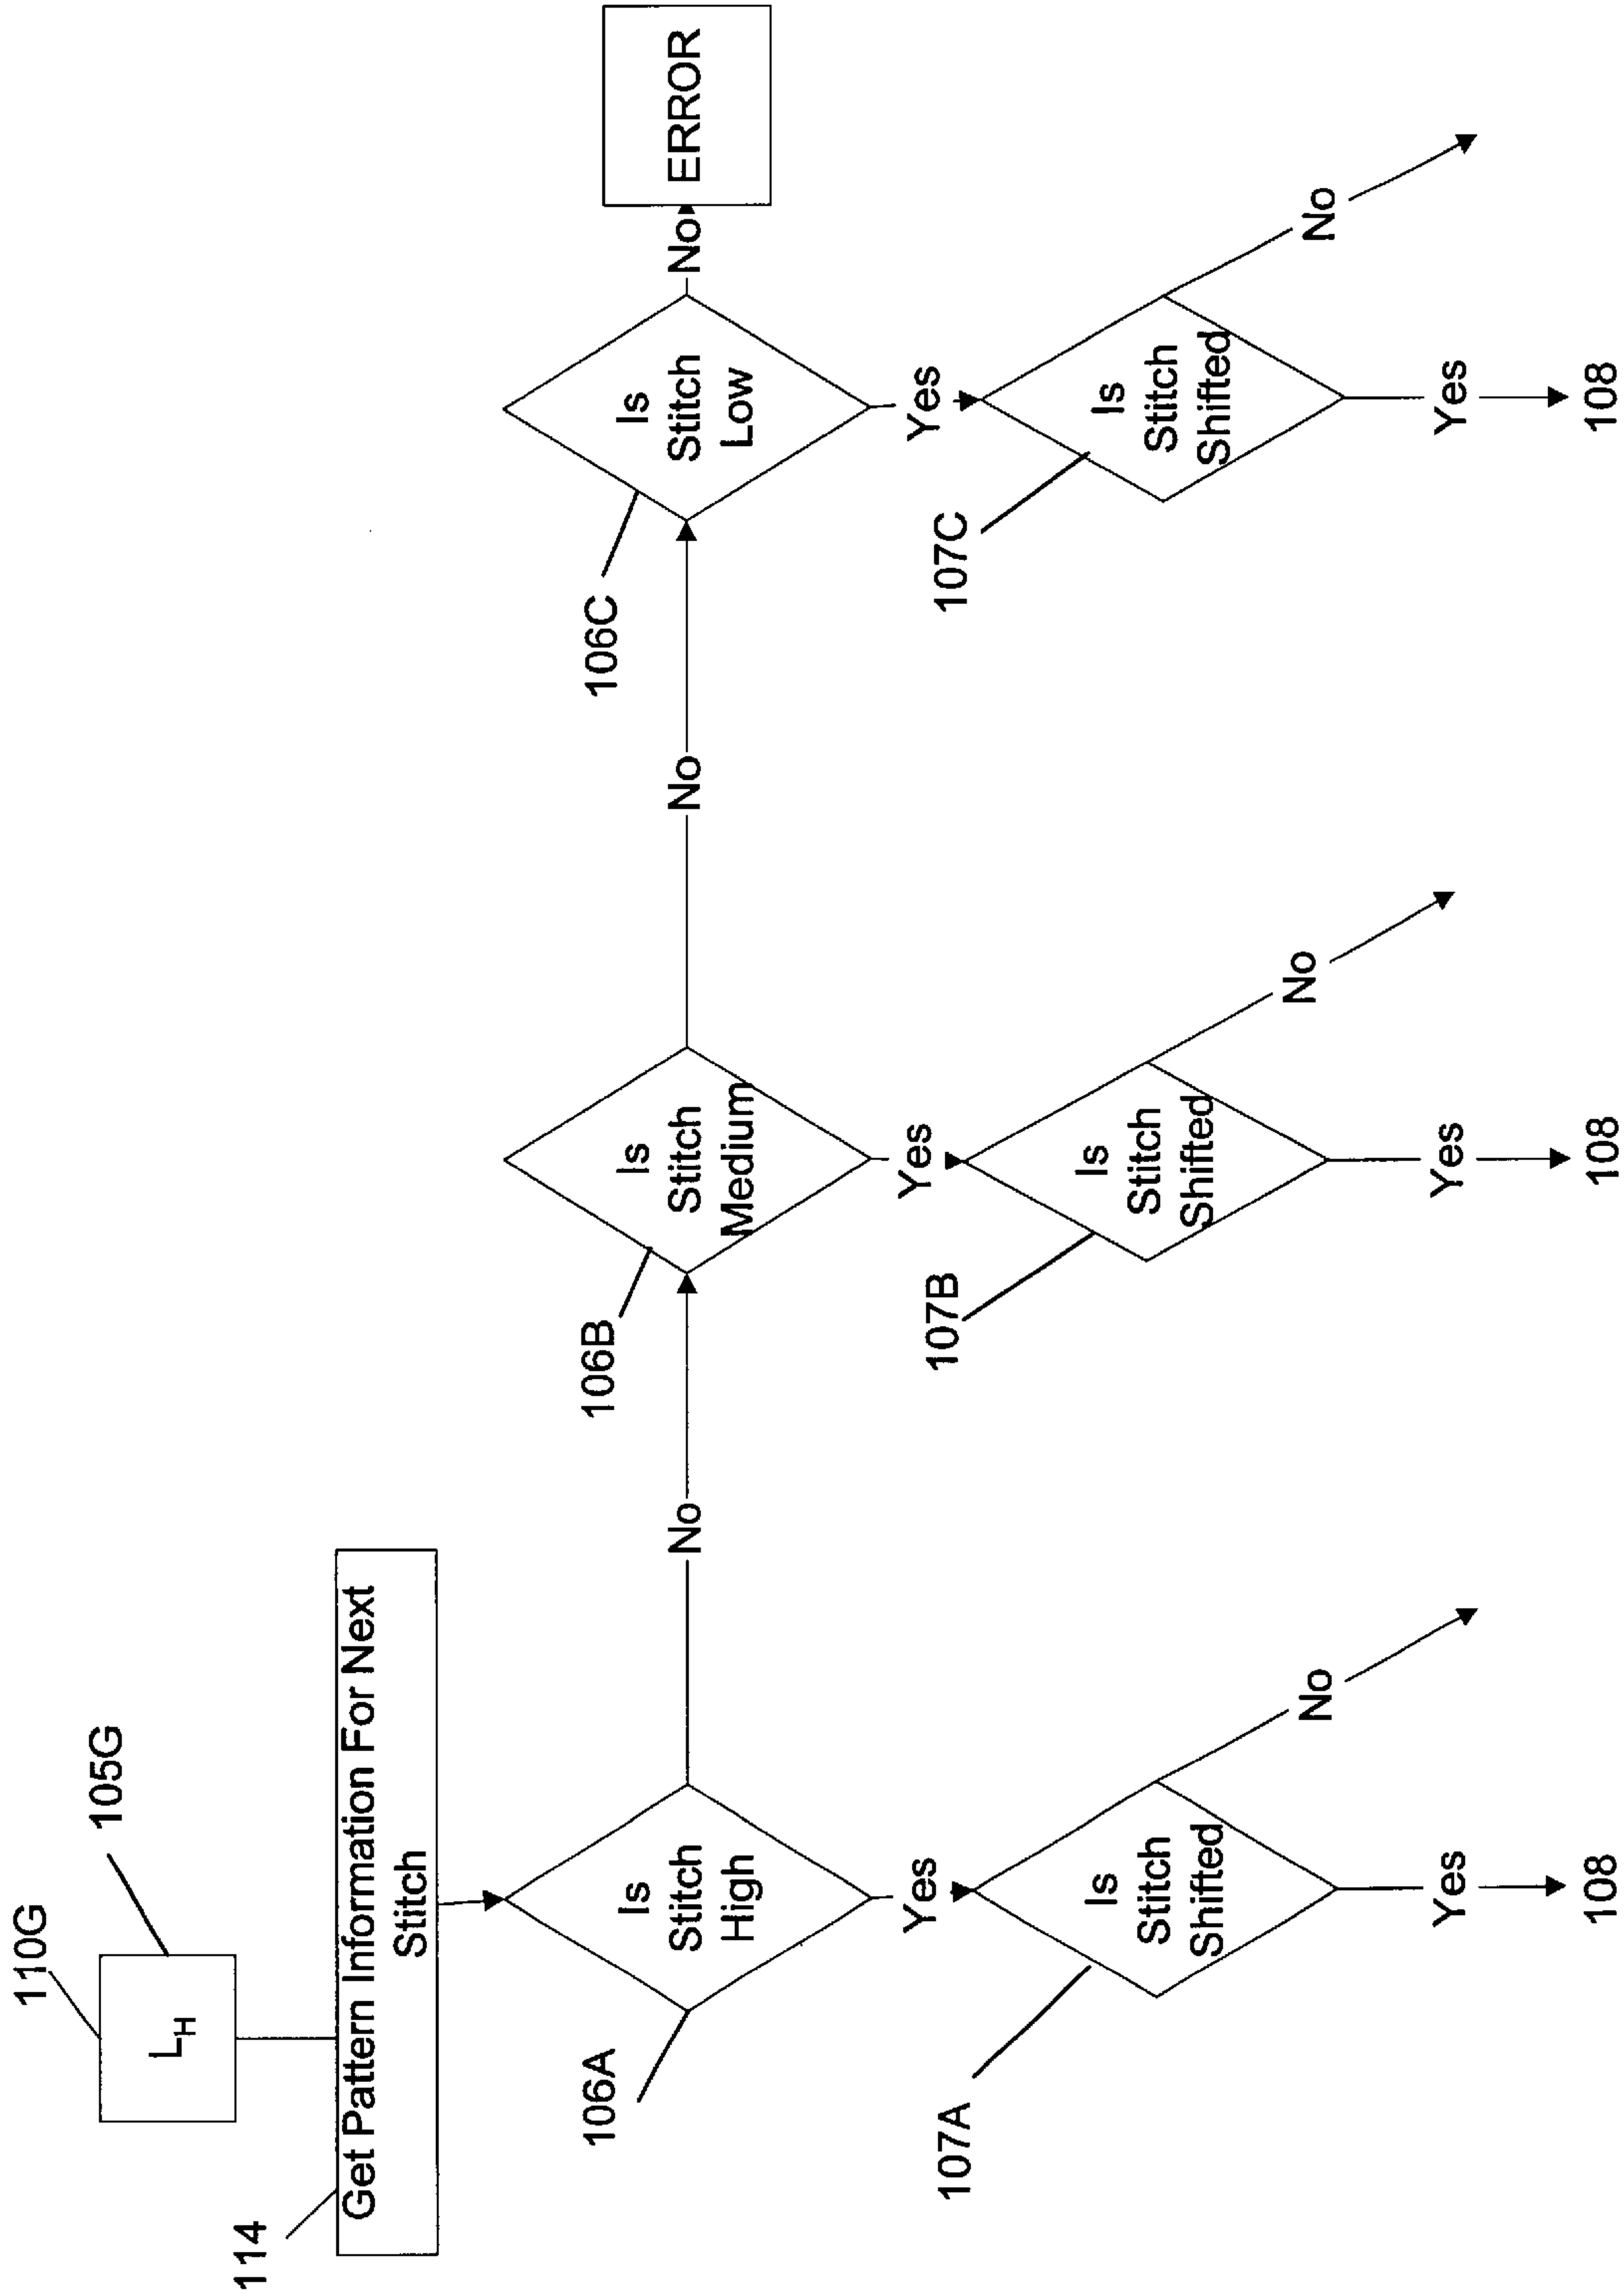 110G
105G
L_H
114
Get Pattern Information For Next
Stitch
106A
Is
Stitch
High
No
106B
Is
Stitch
Medium
No
106C
Is
Stitch
Low
No
ERROR
Yes
Yes
Yes
107A
Is
Stitch
Shifted
No
107B
Is
Stitch
Shifted
No
107C
Is
Stitch
Shifted
No
Yes
Yes
Yes
108
108
108